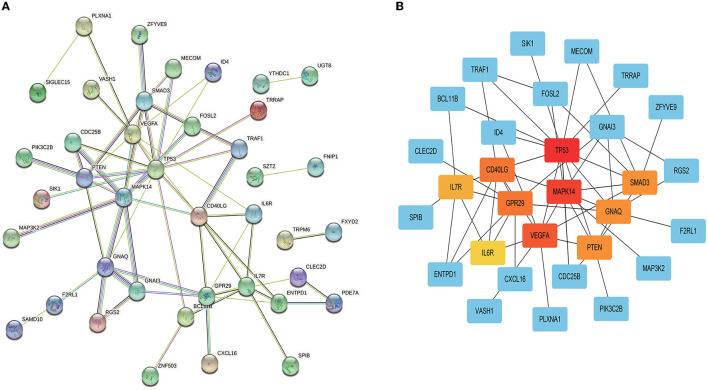 A
PLXNA1
ZFYVE9
MECOM
ID4
UGT8
YTHDC1
SIGLEC15
VASH1
SMAD3
TRRAP
FOSL2
VEGFA
TRAF1
CDC25B
PIK3C2B
PTEN
TP53
FNIP1
SZT2
SIK1
MAPK14
CD40LG
IL6R
FXYD2
MAP3K2
TRPM6
GNAQ
IL7R
CLEC2D
GNAI3
GPR29
F2RL1
ENTPD1
PDE7A
SAMD10
RGS2
BCL11B
CXCL16
SPIB
ZNF503
B
SIK1
MECOM
TRAF1
TRRAP
BCL11B
FOSL2
ZFYVE9
ID4
GNAI3
CLEC2D
TP53
CD40LG
RGS2
IL7R
MAPK14
SMAD3
GPR29
GNAQ
SPIB
F2RL1
VEGFA
IL6R
PTEN
ENTPD1
CXCL16
CDC25B
MAP3K2
VASH1
PLXNA1
PIK3C2B